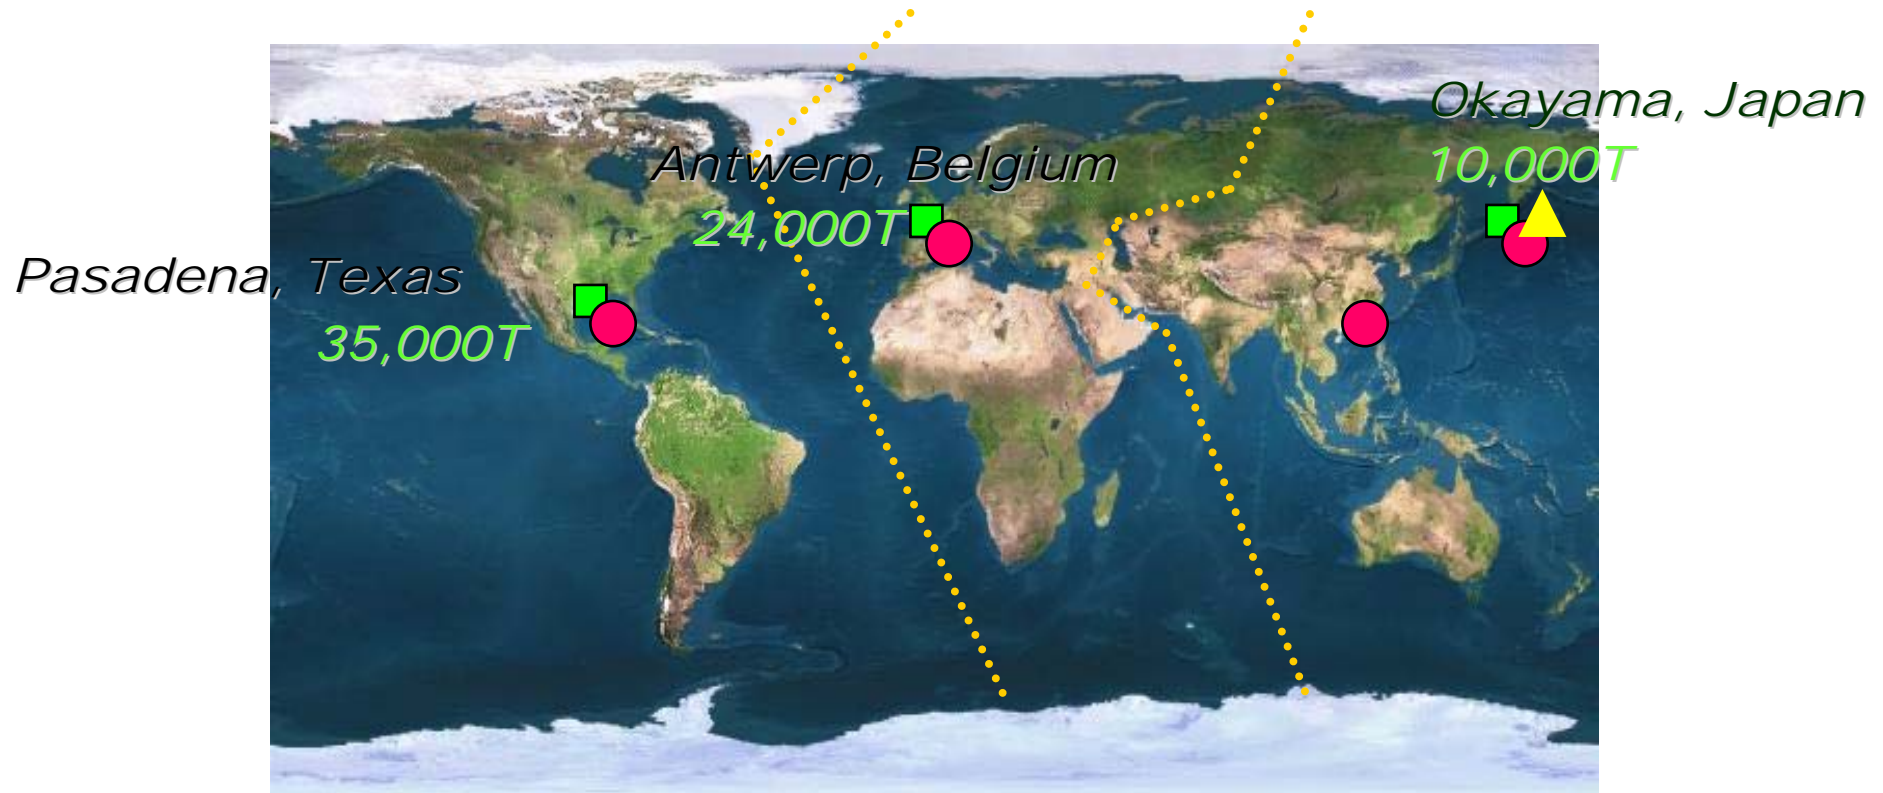 Okayama, Japan
10,000T
Antwerp, Belgium
24,000T
Pasadena, Texas
35,000T